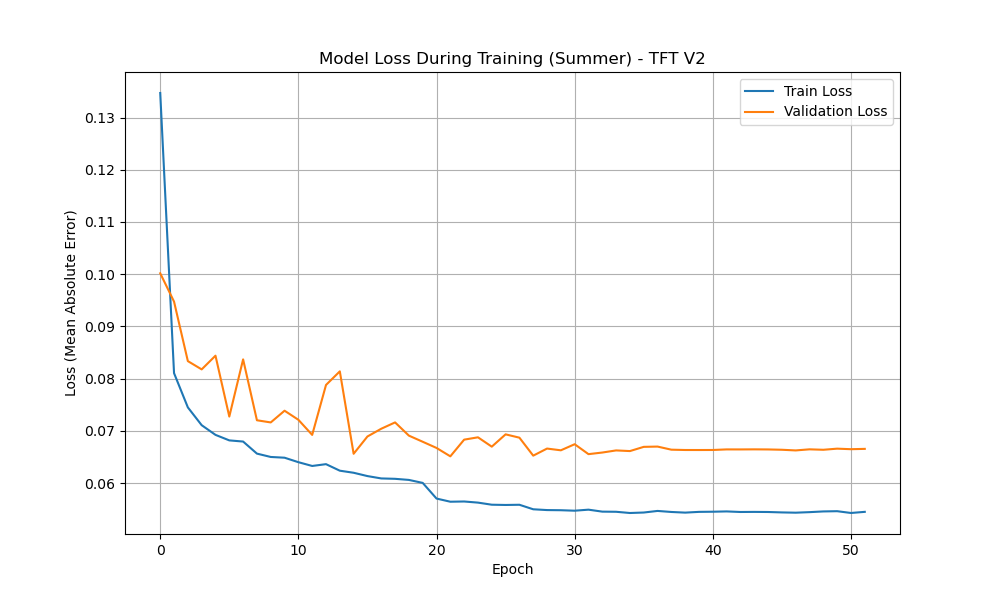 Model Loss During Training (Summer) - TFT V2
Train Loss
Validation Loss
Loss (Mean Absolute Error)
0.13
0.12
0.11
0.10
0.09
0.08
0.07
0.06
0
10
20
30
40
50
Epoch